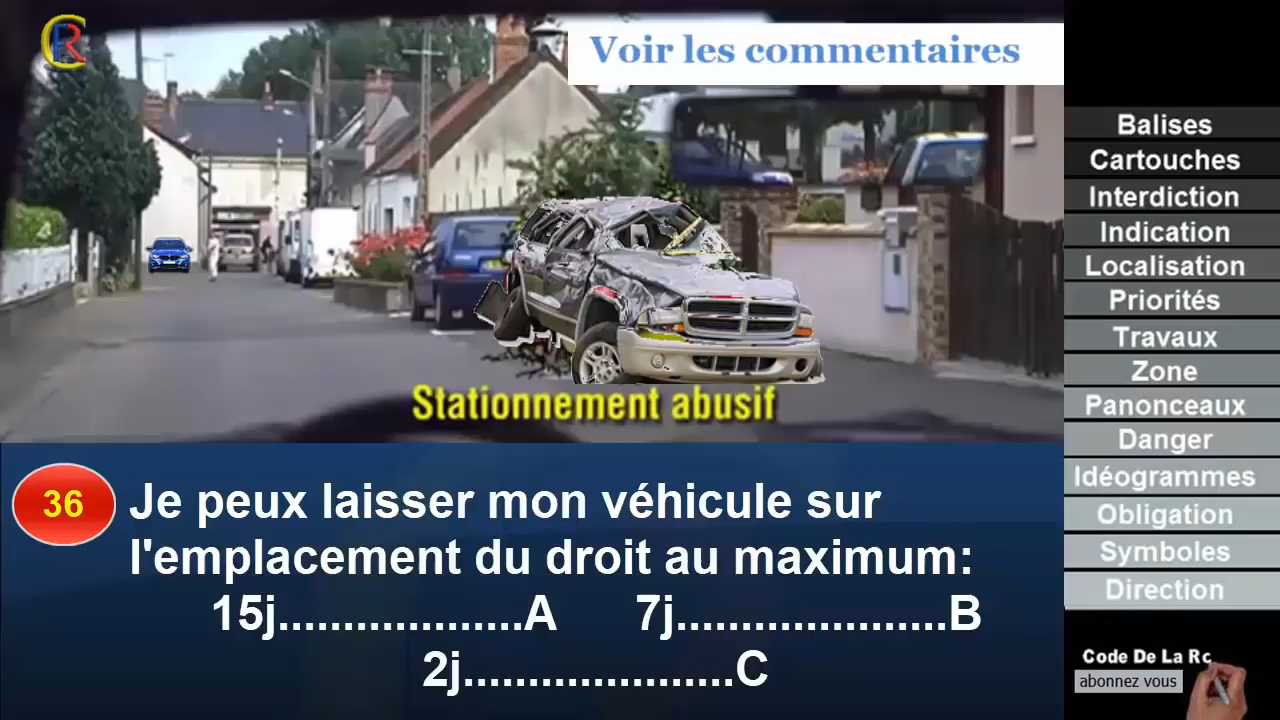 CR
Voir les commentaires
Stationnement abusif
36
Je peux laisser mon véhicule sur
l'emplacement du droit au maximum:
15j...................A 7j.....................B
2j.....................C
Balises
Cartouches
Interdiction
Indication
Localisation
Priorités
Travaux
Zone
Panonceaux
Danger
Idéogrammes
Obligation
Symboles
Direction
Code De La Rc
abonnez vous